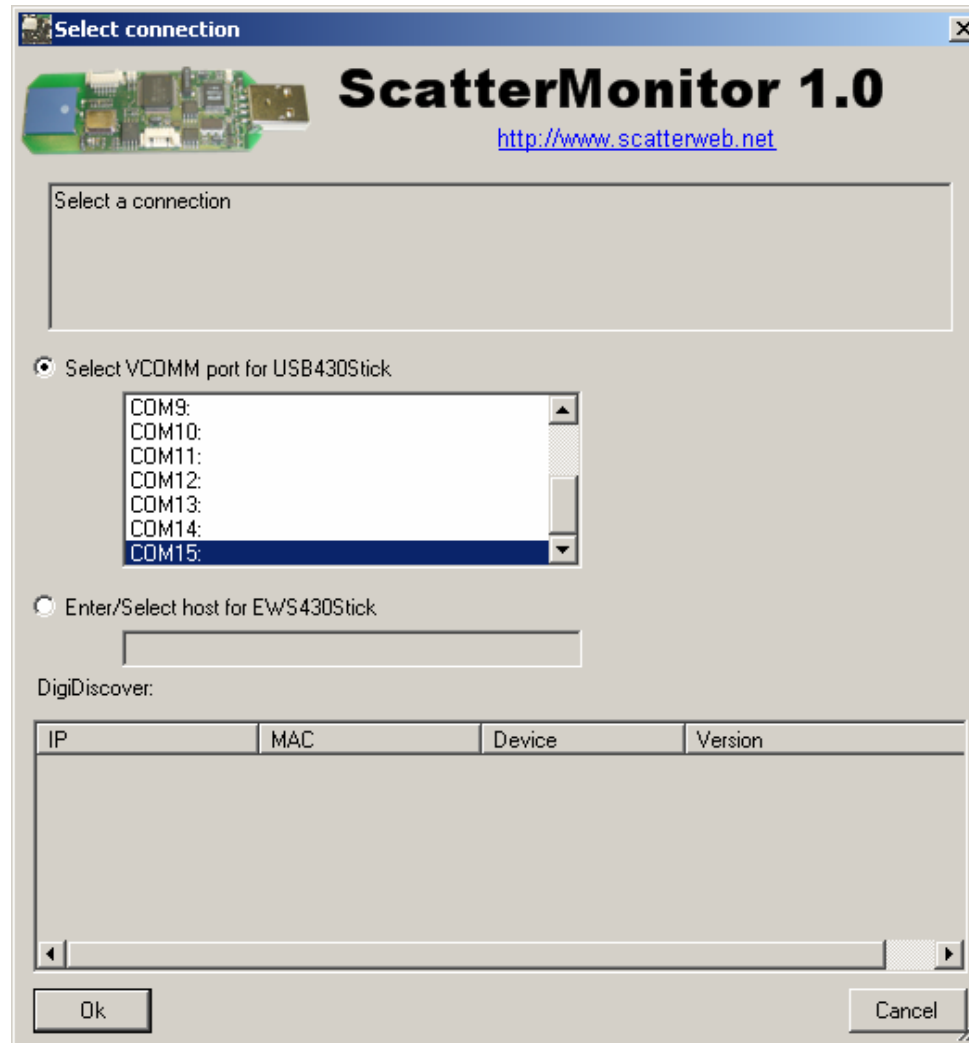 Select connection
ScatterMonitor 1.0
http://www.scatterweb.net
Select a connection
Select VCOMM port for USB430Stick
COM9:
COM10:
COM11:
COM12:
COM13:
COM14:
COM15:
Enter/Select host for EWS430Stick
DigiDiscover:
IP MAC Device Version
Ok Cancel